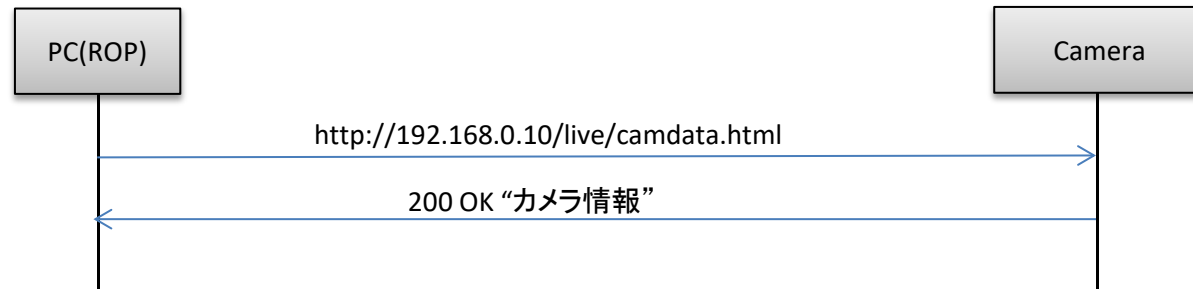 PC(ROP)
Camera
http://192.168.0.10/live/camdata.html
200 OK “カメラ情報”